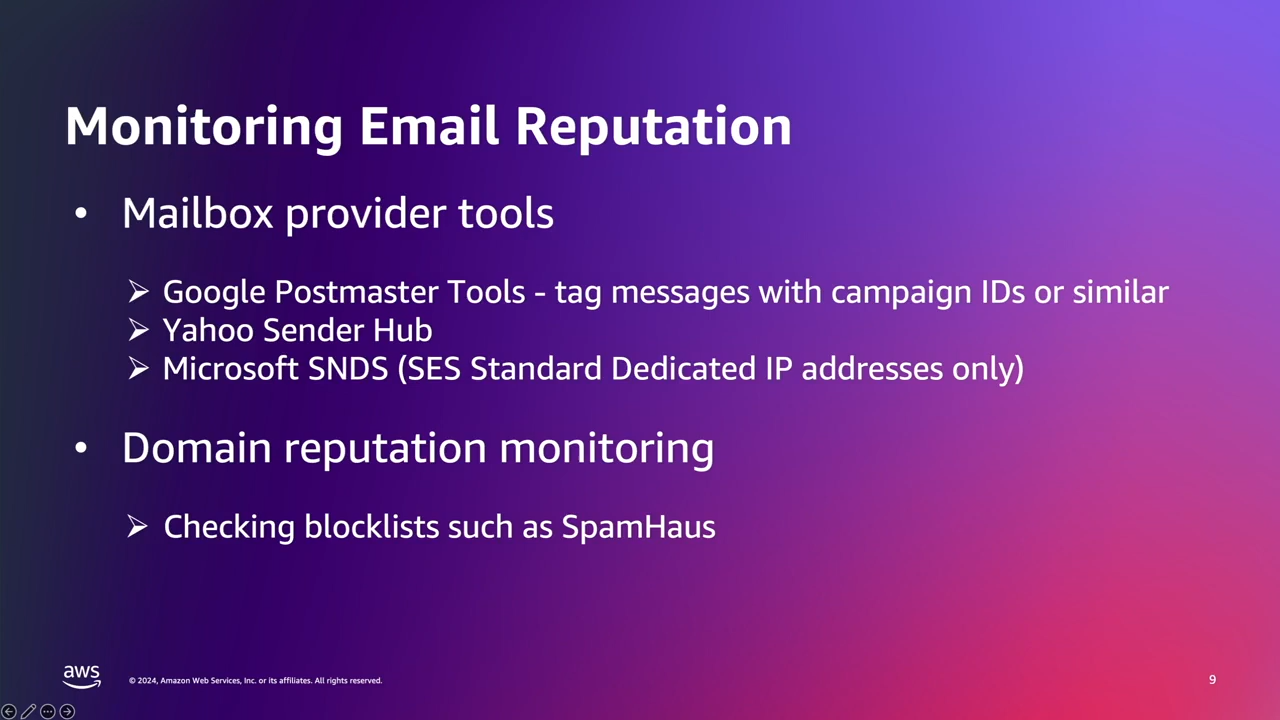 Monitoring Email Reputation
• Mailbox provider tools
➢ Google Postmaster Tools - tag messages with campaign IDs or similar
➢ Yahoo Sender Hub
➢ Microsoft SNDS (SES Standard Dedicated IP addresses only)
• Domain reputation monitoring
➢ Checking blocklists such as SpamHaus
aws
© 2024, Amazon Web Services, Inc. or its affiliates. All rights reserved.
9